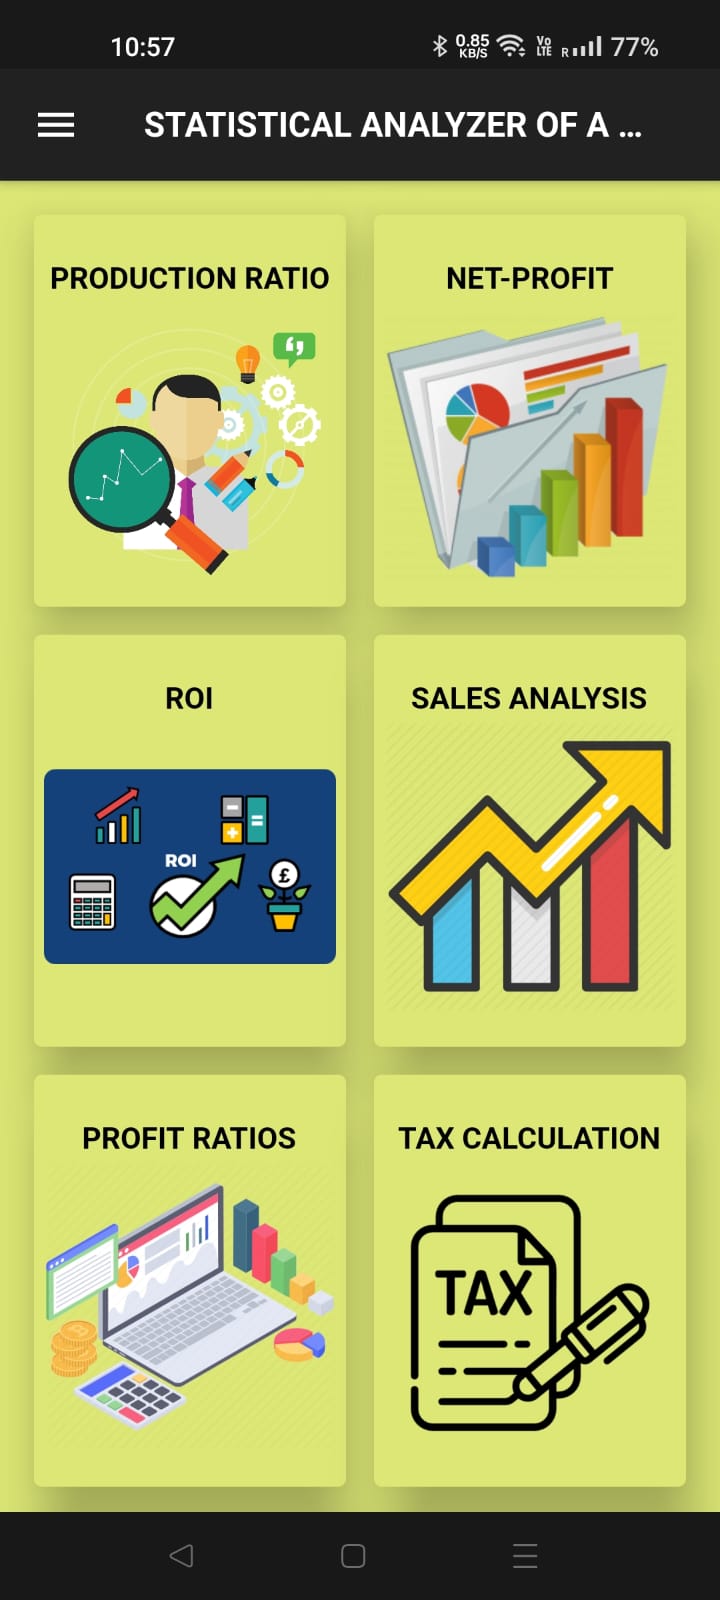 10:57
0.85
KB/S
Vo
LTE
R
77%
STATISTICAL ANALYZER OF A ...
PRODUCTION RATIO
NET-PROFIT
ROI
SALES ANALYSIS
ROI
£
PROFIT RATIOS
TAX CALCULATION
TAX